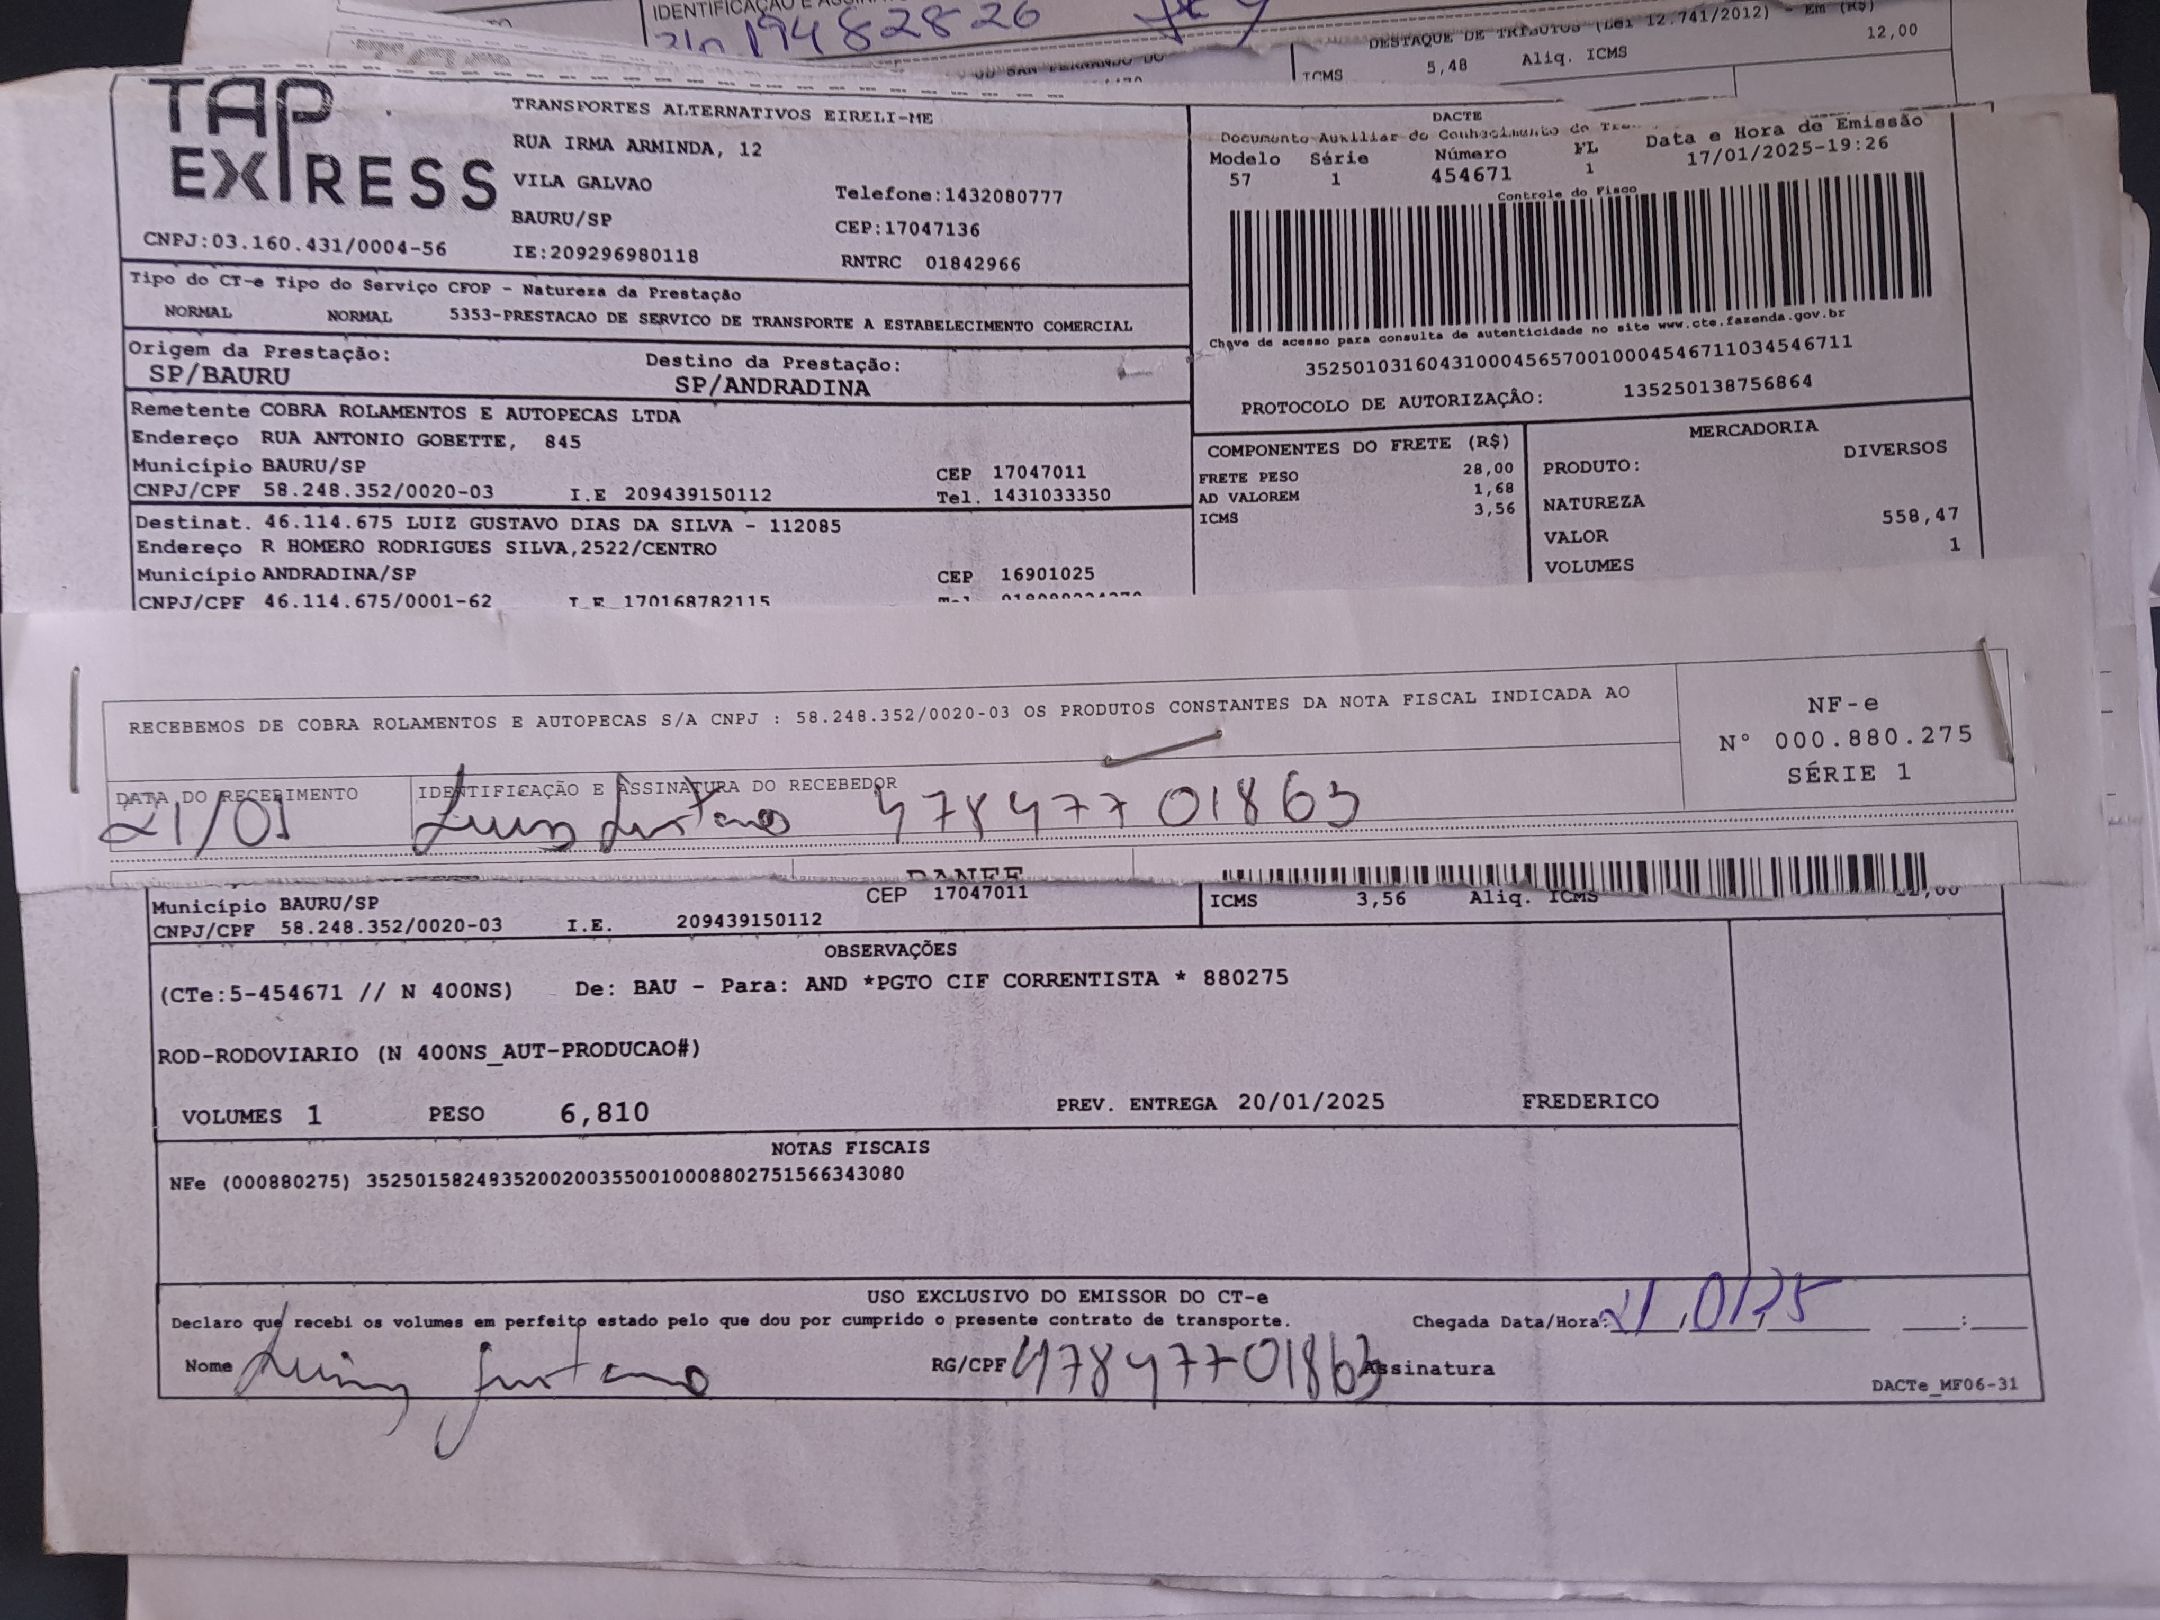 IDENTIFICAÇÃO E
21n 194 82826
DESTAQUE DE TRIBUTOS (Lei 12.741/2012) - Em (R$)
ICMS 5,48 Aliq. ICMS 12,00
TAP EXPRESS
CNPJ:03.160.431/0004-56
TRANSPORTES ALTERNATIVOS EIRELI-ME
RUA IRMA ARMINDA, 12
VILA GALVAO
BAURU/SP
IE:209296980118
Telefone:1432080777
CEP:17047136
RNTRC 01842966
DACTE
Documento Auxiliar do Conhecimento de
Modelo Série Número FL Data e Hora de Emissão
57 1 454671 1 17/01/2025-19:26
Controle do Fisco
Chave de acesso para consulta de autenticidade no site www.cte.fazenda.gov.br
35250103160431000456570010004546711034546711
PROTOCOLO DE AUTORIZAÇÃO: 135250138756864
Tipo do CT-e Tipo do Serviço CFOP - Natureza da Prestação
NORMAL NORMAL 5353-PRESTACAO DE SERVICO DE TRANSPORTE A ESTABELECIMENTO COMERCIAL
Origem da Prestação: Destino da Prestação:
SP/BAURU SP/ANDRADINA
Remetente COBRA ROLAMENTOS E AUTOPECAS LTDA
Endereço RUA ANTONIO GOBETTE, 845
Município BAURU/SP CEP 17047011
CNPJ/CPF 58.248.352/0020-03 I.E 209439150112 Tel. 1431033350
Destinat. 46.114.675 LUIZ GUSTAVO DIAS DA SILVA - 112085
Endereço R HOMERO RODRIGUES SILVA,2522/CENTRO
Município ANDRADINA/SP CEP 16901025
CNPJ/CPF 46.114.675/0001-62 I.E 170168782115
COMPONENTES DO FRETE (R$)
FRETE PESO 28,00
AD VALOREM 1,68
ICMS 3,56
MERCADORIA
PRODUTO: DIVERSOS
NATUREZA
VALOR 558,47
VOLUMES 1
RECEBEMOS DE COBRA ROLAMENTOS E AUTOPECAS S/A CNPJ : 58.248.352/0020-03 OS PRODUTOS CONSTANTES DA NOTA FISCAL INDICADA AO
NF-e
N° 000.880.275
SÉRIE 1
DATA DO RECEBIMENTO IDENTIFICAÇÃO E ASSINATURA DO RECEBEDOR
21/01 Luiz Gustavo 47847701863
DANFE
Município BAURU/SP CEP 17047011
CNPJ/CPF 58.248.352/0020-03 I.E. 209439150112
ICMS 3,56 Aliq. ICMS
OBSERVAÇÕES
(CTe:5-454671 // N 400NS) De: BAU - Para: AND *PGTO CIF CORRENTISTA * 880275
ROD-RODOVIARIO (N 400NS_AUT-PRODUCAO#)
VOLUMES 1 PESO 6,810 PREV. ENTREGA 20/01/2025 FREDERICO
NOTAS FISCAIS
NFe (000880275) 35250158248352002003550010008802751566343080
USO EXCLUSIVO DO EMISSOR DO CT-e
Declaro que recebi os volumes em perfeito estado pelo que dou por cumprido o presente contrato de transporte. Chegada Data/Hora: 21/01/25 :
Nome Luiz Gustavo RG/CPF 47847701863 Assinatura
DACTe_MF06-31